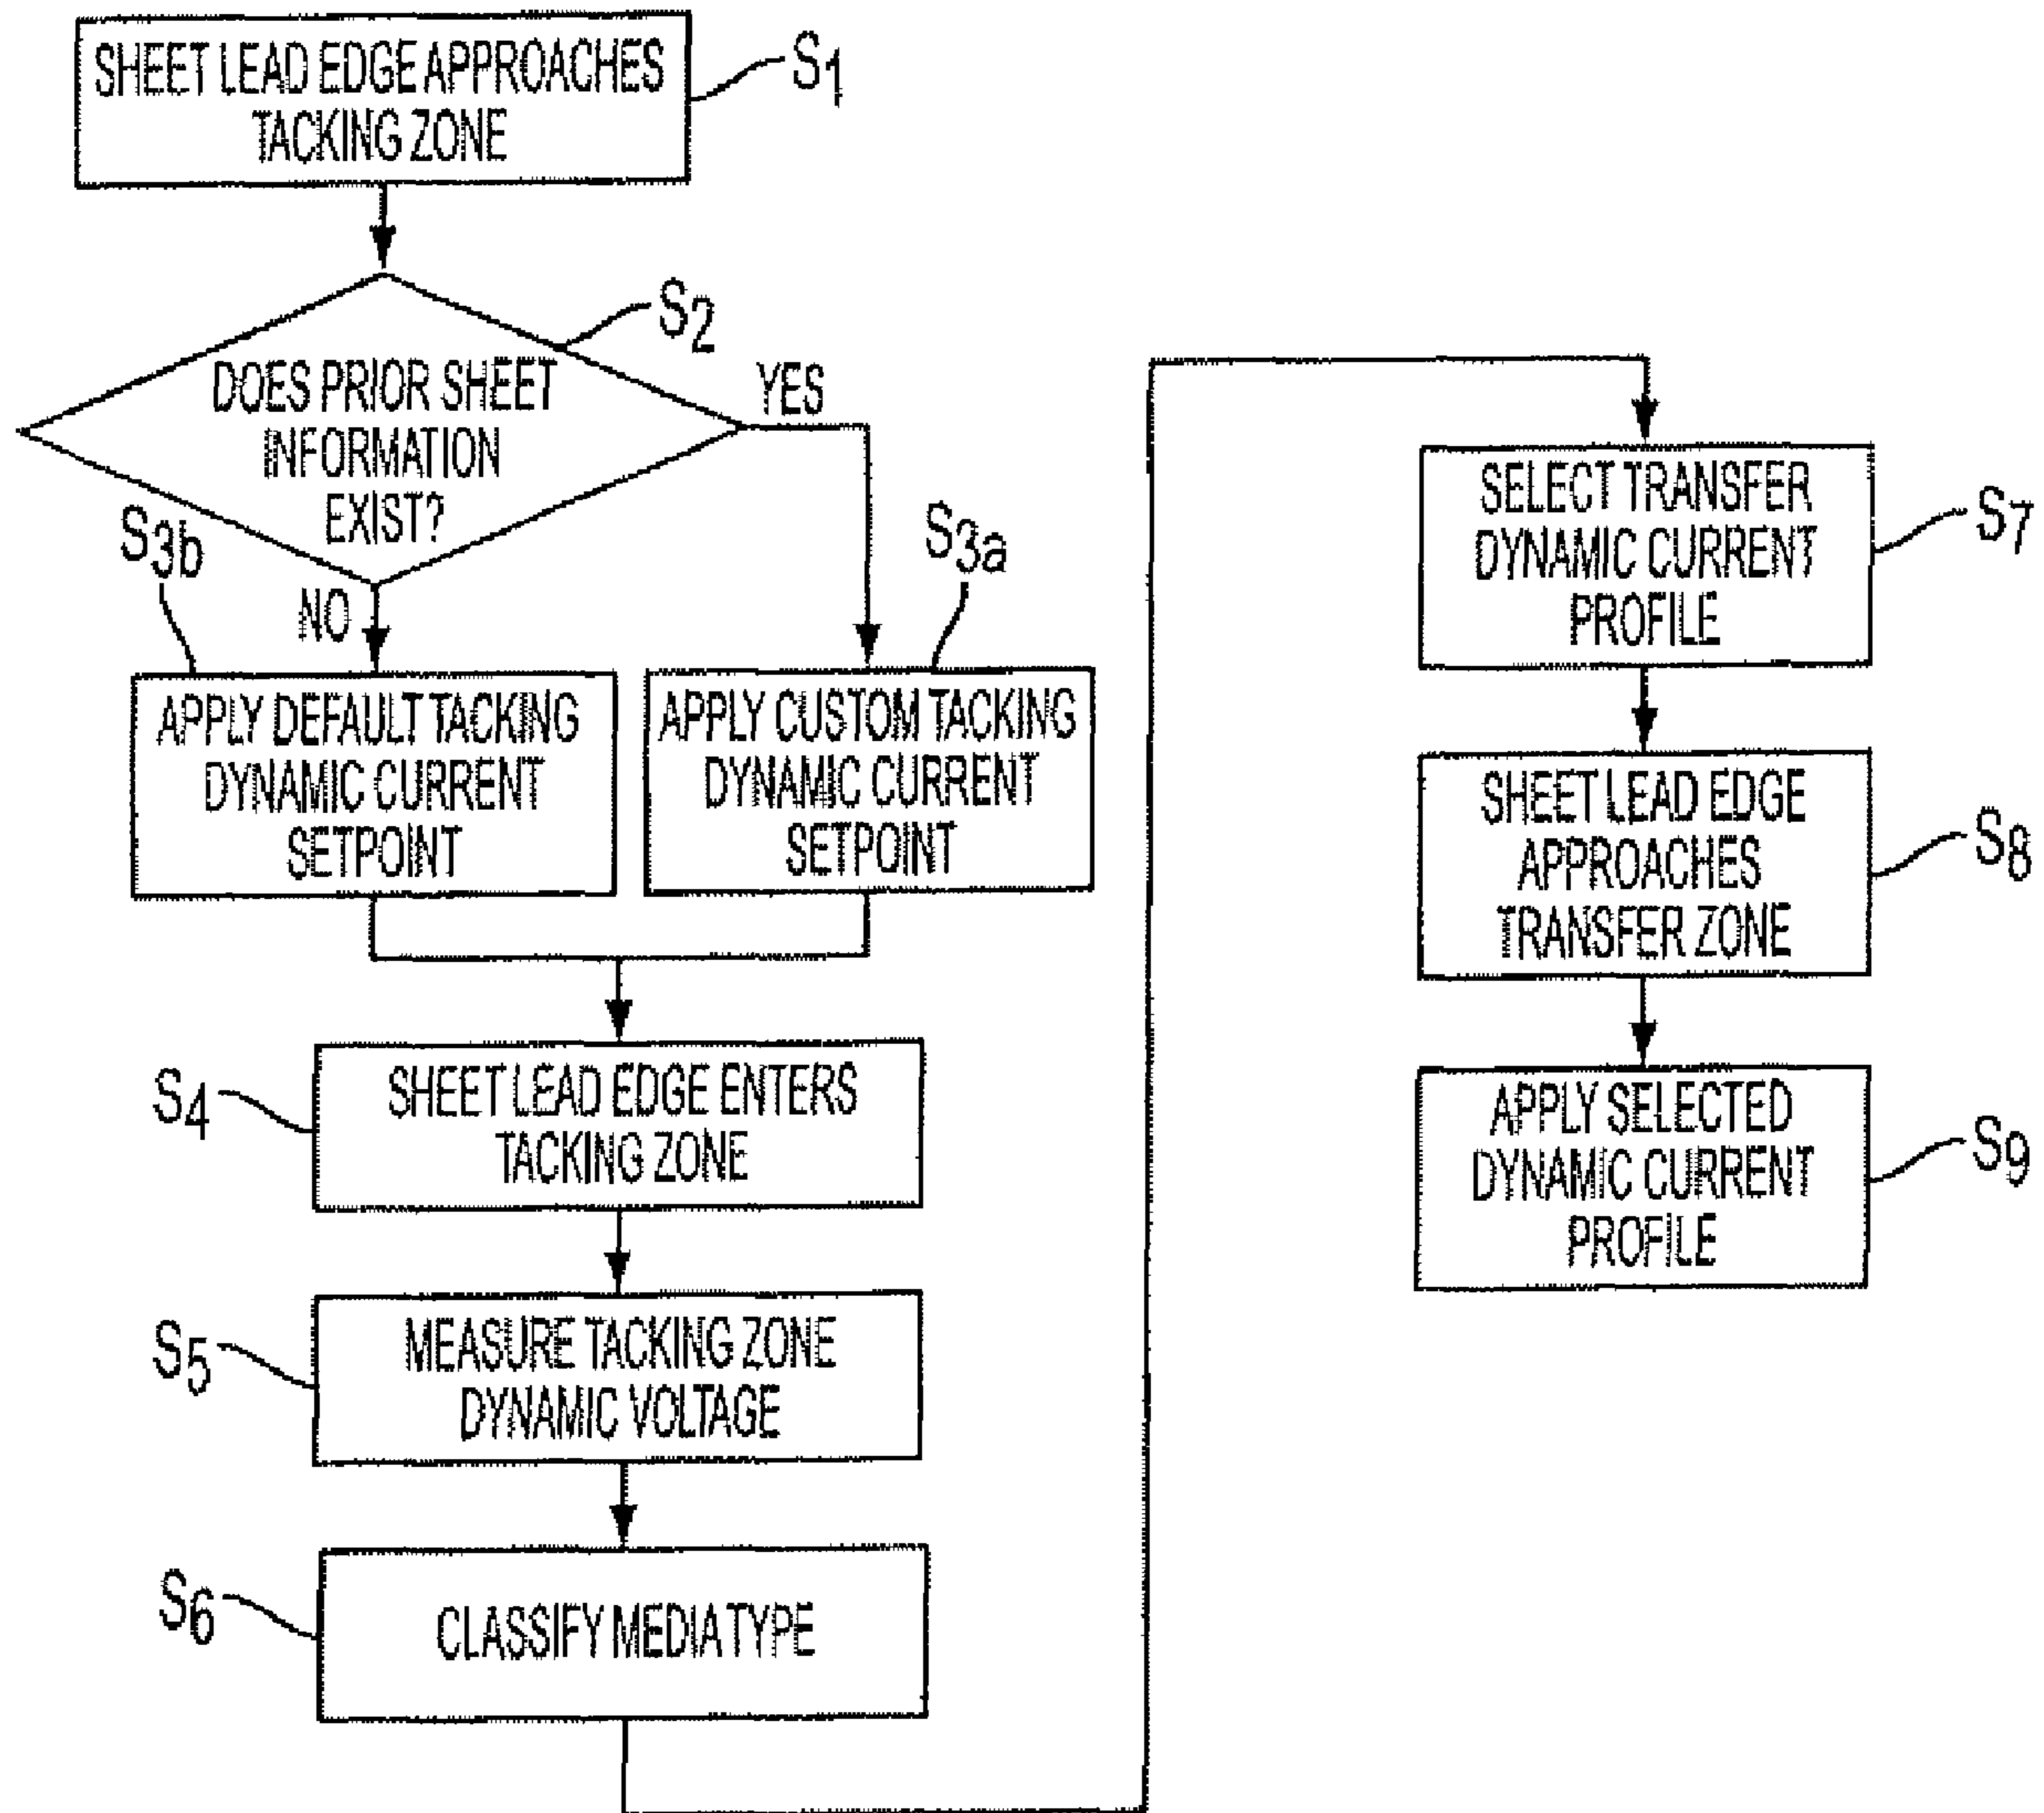 SHEET LEAD EDGE APPROACHES
TACKING ZONE
S1
DOES PRIOR SHEET
INFORMATION
EXIST?
S2
YES
NO
S3b
APPLY DEFAULT TACKING
DYNAMIC CURRENT
SETPOINT
S3a
APPLY CUSTOM TACKING
DYNAMIC CURRENT
SETPOINT
S4
SHEET LEAD EDGE ENTERS
TACKING ZONE
S5
MEASURE TACKING ZONE
DYNAMIC VOLTAGE
S6
CLASSIFY MEDIA TYPE
SELECT TRANSFER
DYNAMIC CURRENT
PROFILE
S7
SHEET LEAD EDGE
APPROACHES
TRANSFER ZONE
S8
APPLY SELECTED
DYNAMIC CURRENT
PROFILE
S9